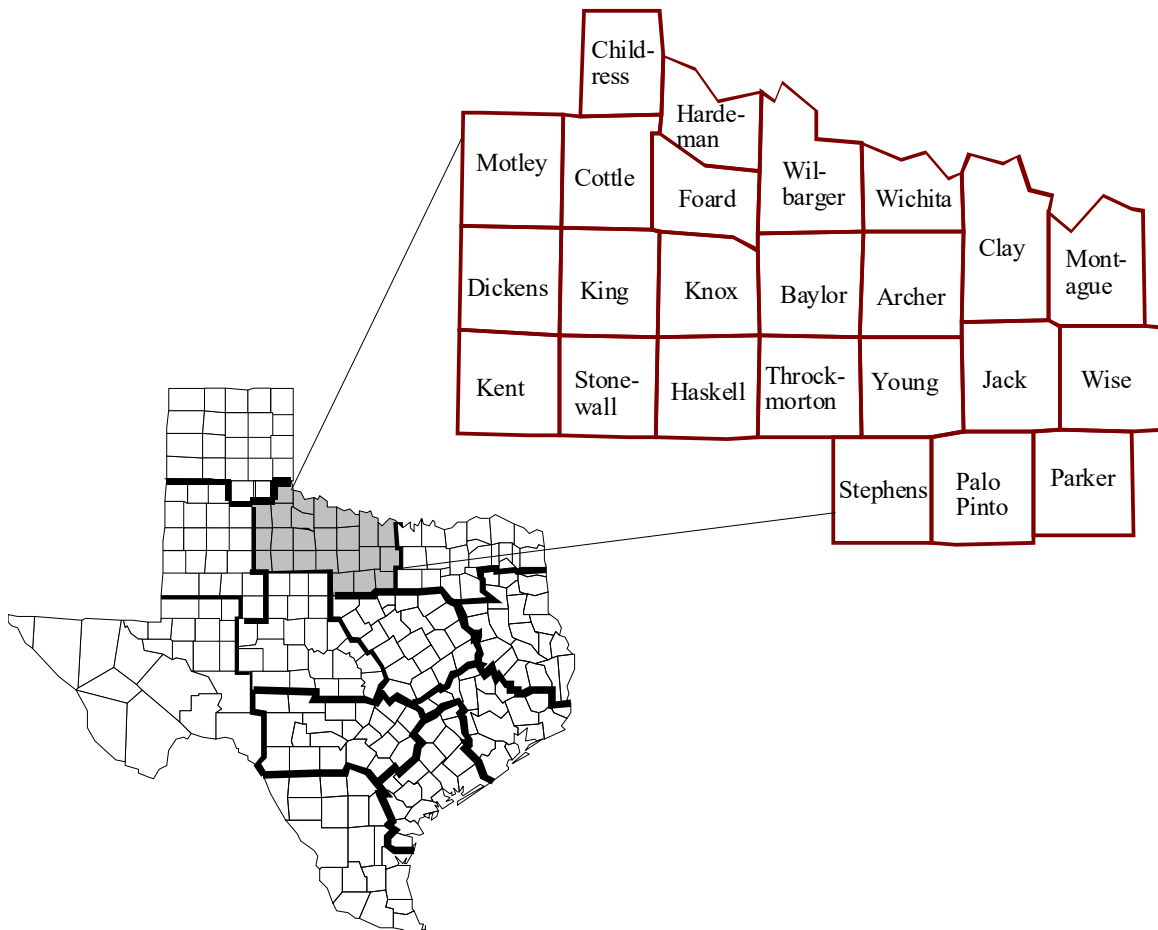 Child-
ress
Harde-
man
Motley
Cottle
Foard
Wil-
barger
Wichita
Clay
Mont-
ague
Dickens
King
Knox
Baylor
Archer
Kent
Stone-
wall
Haskell
Throck-
morton
Young
Jack
Wise
Stephens
Palo
Pinto
Parker